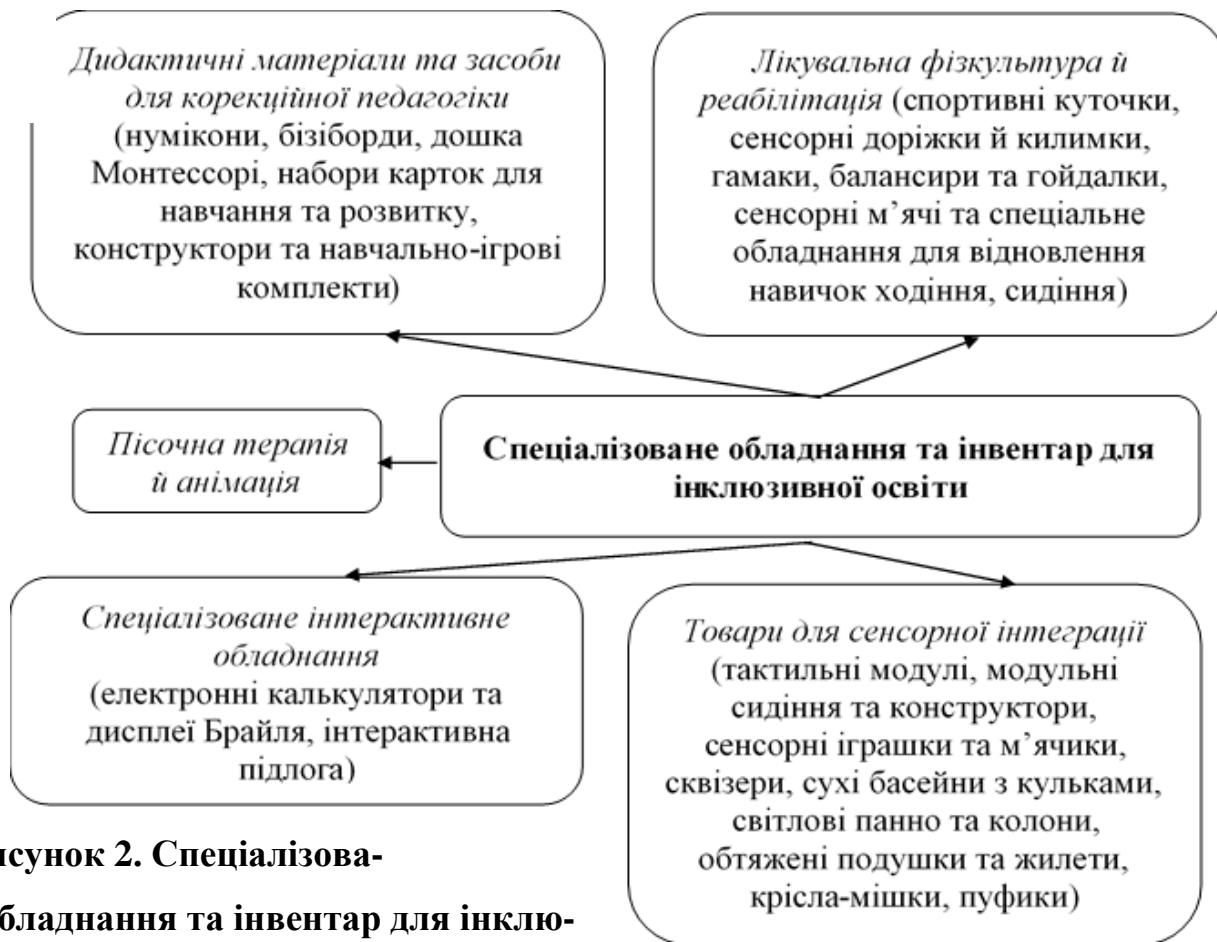 Дидактичні матеріали та засоби
для корекційної педагогіки
(нумікони, бізіборди, дошка
Монтессорі, набори карток для
навчання та розвитку,
конструктори та навчально-ігрові
комплекти)
Лікувальна фізкультура й
реабілітація (спортивні куточки,
сенсорні доріжки й килимки,
гамаки, балансири та гойдалки,
сенсорні м’ячі та спеціальне
обладнання для відновлення
навичок ходіння, сидіння)
Пісочна терапія
й анімація
Спеціалізоване обладнання та інвентар для
інклюзивної освіти
Спеціалізоване інтерактивне
обладнання
(електронні калькулятори та
дисплеї Брайля, інтерактивна
підлога)
Товари для сенсорної інтеграції
(тактильні модулі, модульні
сидіння та конструктори,
сенсорні іграшки та м’ячики,
сквізери, сухі басейни з кульками,
світлові панно та колони,
обтяжені подушки та жилети,
крісла-мішки, пуфики)
исунок 2. Спеціалізова-
бладнання та інвентар для інклю-